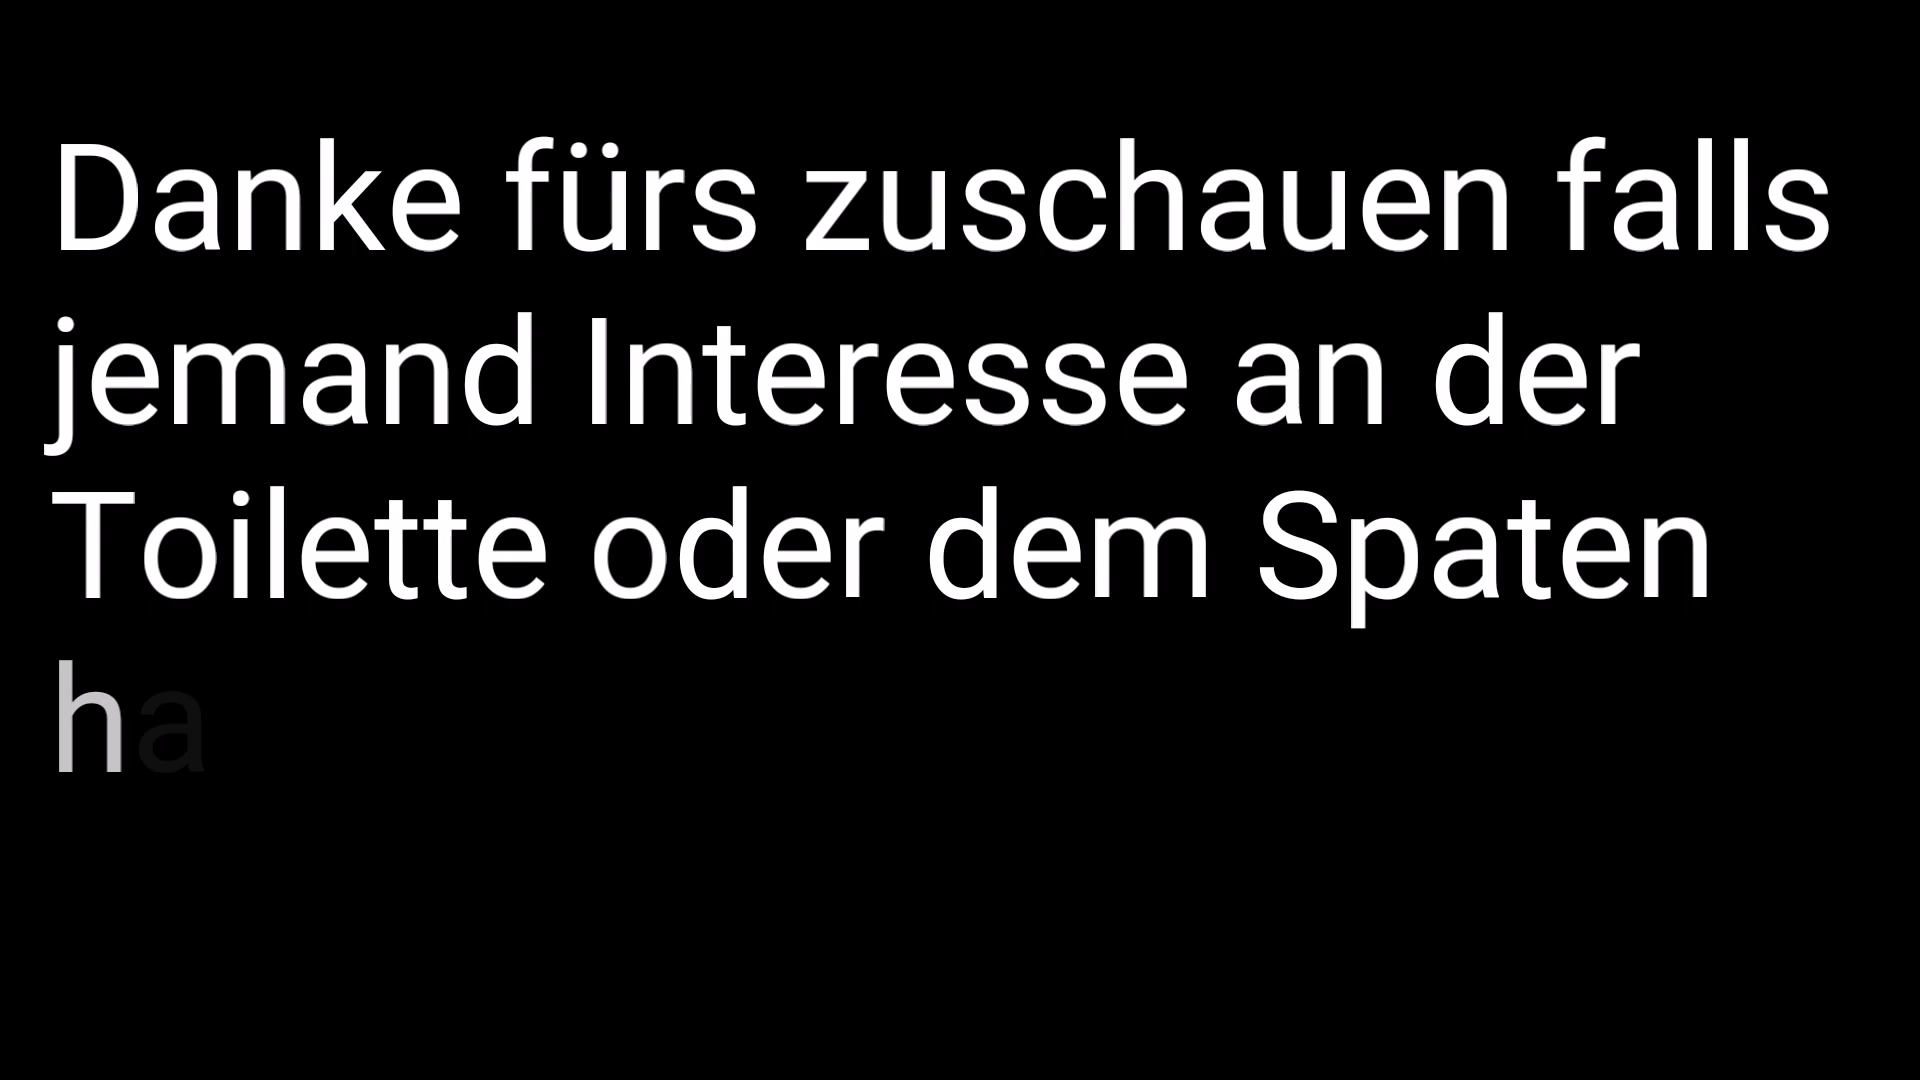 Danke fürs zuschauen falls
jemand Interesse an der
Toilette oder dem Spaten
ha